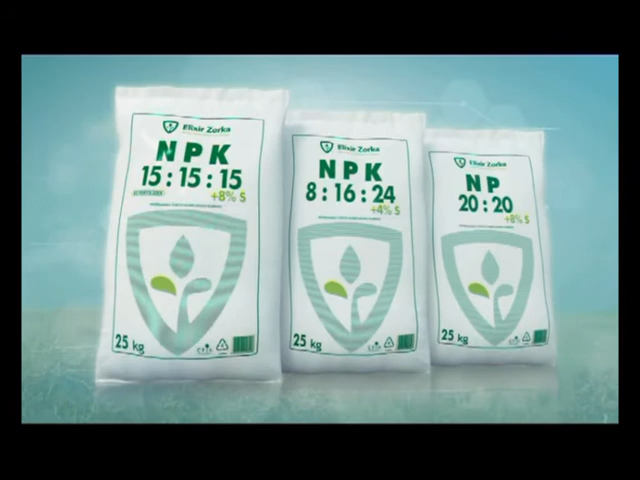 Elixir Zorka
NPK
15:15:15
+8% S
25 kg
Elixir Zorka
NPK
8:16:24
+4% S
25 kg
Elixir Zorka
NP
20:20
+8% S
25 kg